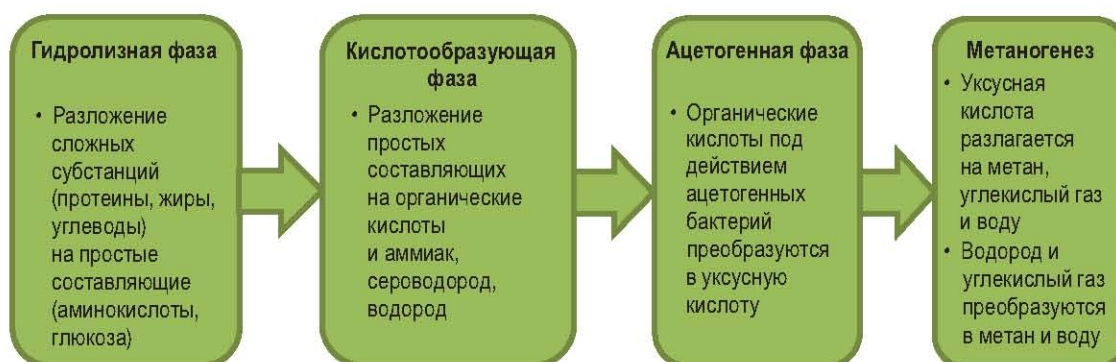 Гидролизная фаза
• Разложение
сложных
субстанций
(протеины, жиры,
углеводы)
на простые
составляющие
(аминокислоты,
глюкоза)
Кислотообразующая
фаза
• Разложение
простых
составляющих
на органические
кислоты
и аммиак,
сероводород,
водород
Ацетогенная фаза
• Органические
кислоты под
действием
ацетогенных
бактерий
преобразуются
в уксусную
кислоту
Метаногенез
• Уксусная
кислота
разлагается
на метан,
углекислый газ
и воду
• Водород и
углекислый газ
преобразуются
в метан и воду